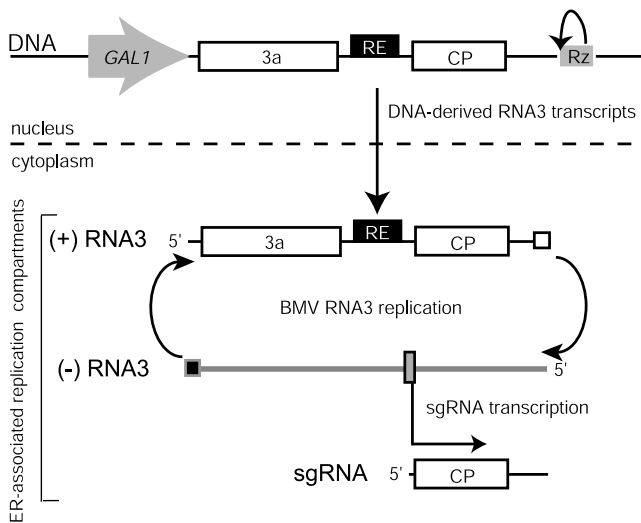 DNA GAL1 3a RE CP Rz
DNA-derived RNA3 transcripts
nucleus
cytoplasm
ER-associated replication compartments
(+) RNA3 5' 3a RE CP
BMV RNA3 replication
(-) RNA3 5'
sgRNA transcription
sgRNA 5' CP